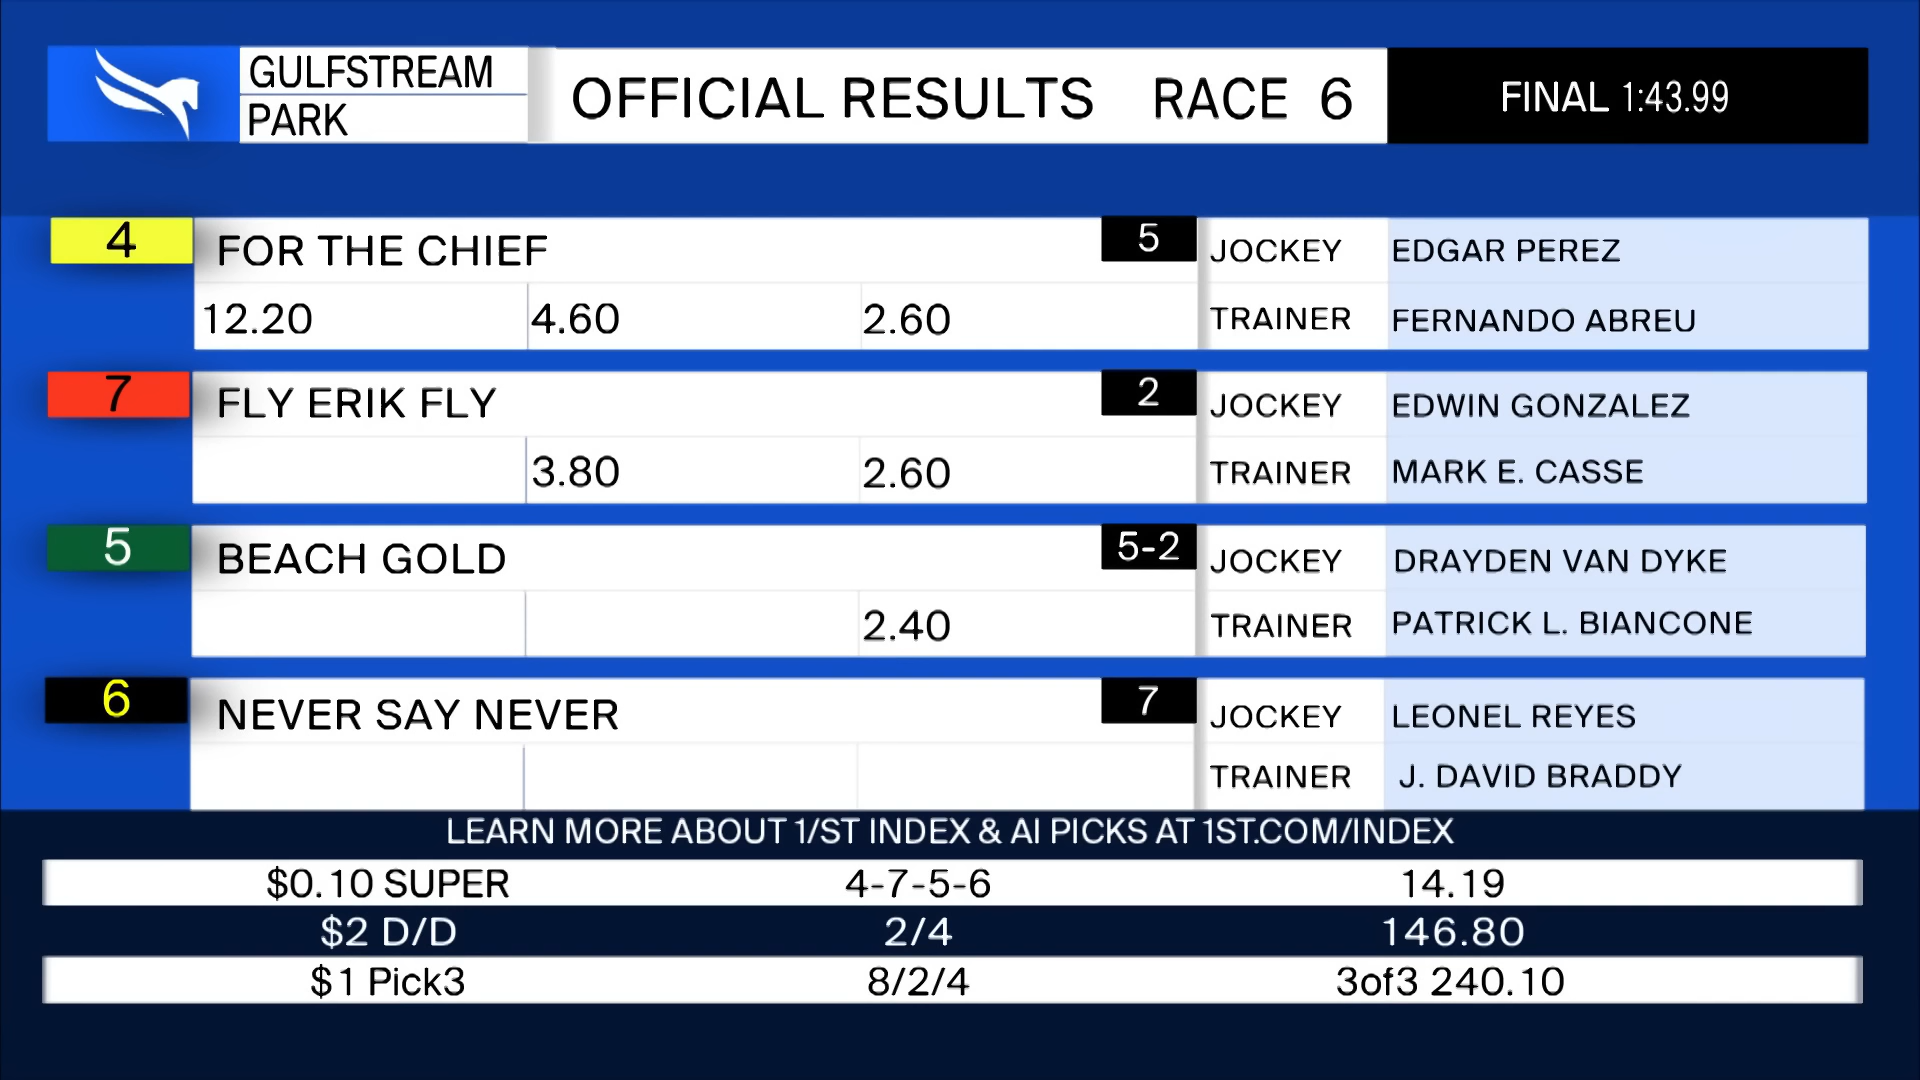 GULFSTREAM
PARK
OFFICIAL RESULTS RACE 6
FINAL 1:43.99
4 FOR THE CHIEF 5 JOCKEY EDGAR PEREZ
12.20 4.60 2.60 TRAINER FERNANDO ABREU
7 FLY ERIK FLY 2 JOCKEY EDWIN GONZALEZ
3.80 2.60 TRAINER MARK E. CASSE
5 BEACH GOLD 5-2 JOCKEY DRAYDEN VAN DYKE
2.40 TRAINER PATRICK L. BIANCONE
6 NEVER SAY NEVER 7 JOCKEY LEONEL REYES
TRAINER J. DAVID BRADDY
LEARN MORE ABOUT 1/ST INDEX & AI PICKS AT 1ST.COM/INDEX
$0.10 SUPER 4-7-5-6 14.19
$2 D/D 2/4 146.80
$1 Pick3 8/2/4 3of3 240.10